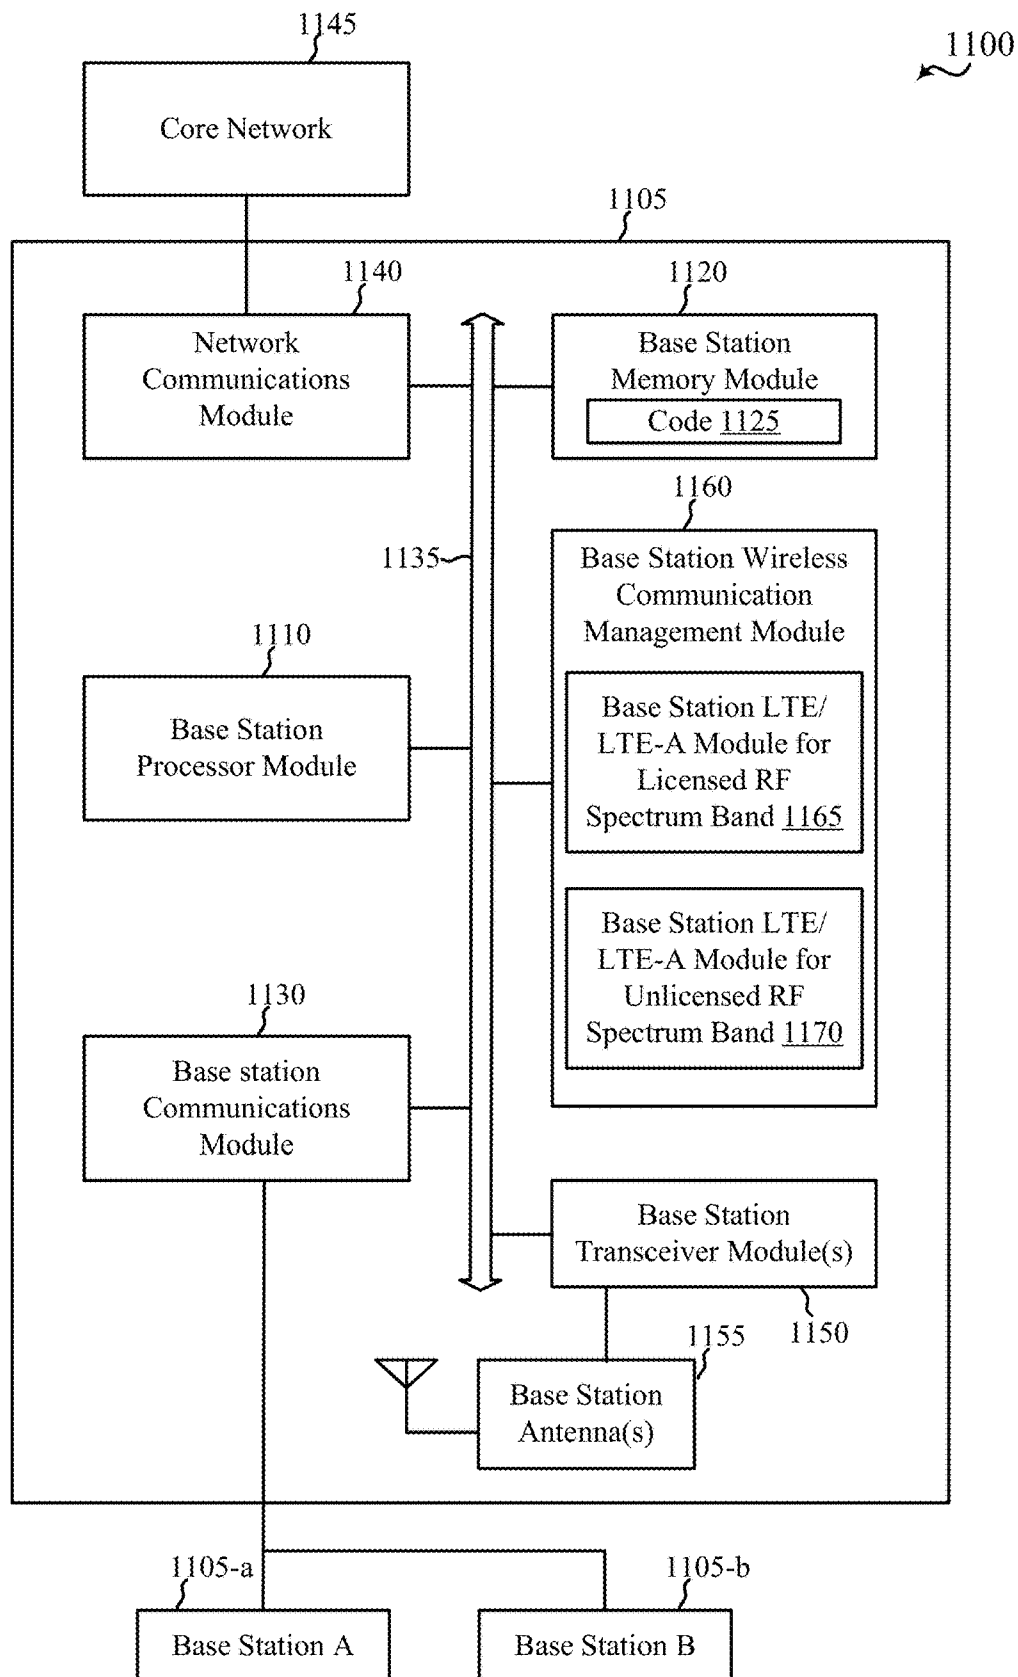 1145
1100
Core Network
1105
1140
1120
Network
Communications
Module
Base Station
Memory Module
Code 1125
1160
1135
Base Station Wireless
Communication
Management Module
1110
Base Station
Processor Module
Base Station LTE/
LTE-A Module for
Licensed RF
Spectrum Band 1165
Base Station LTE/
LTE-A Module for
Unlicensed RF
Spectrum Band 1170
1130
Base station
Communications
Module
Base Station
Transceiver Module(s)
1150
1155
Base Station
Antenna(s)
1105-a
1105-b
Base Station A
Base Station B